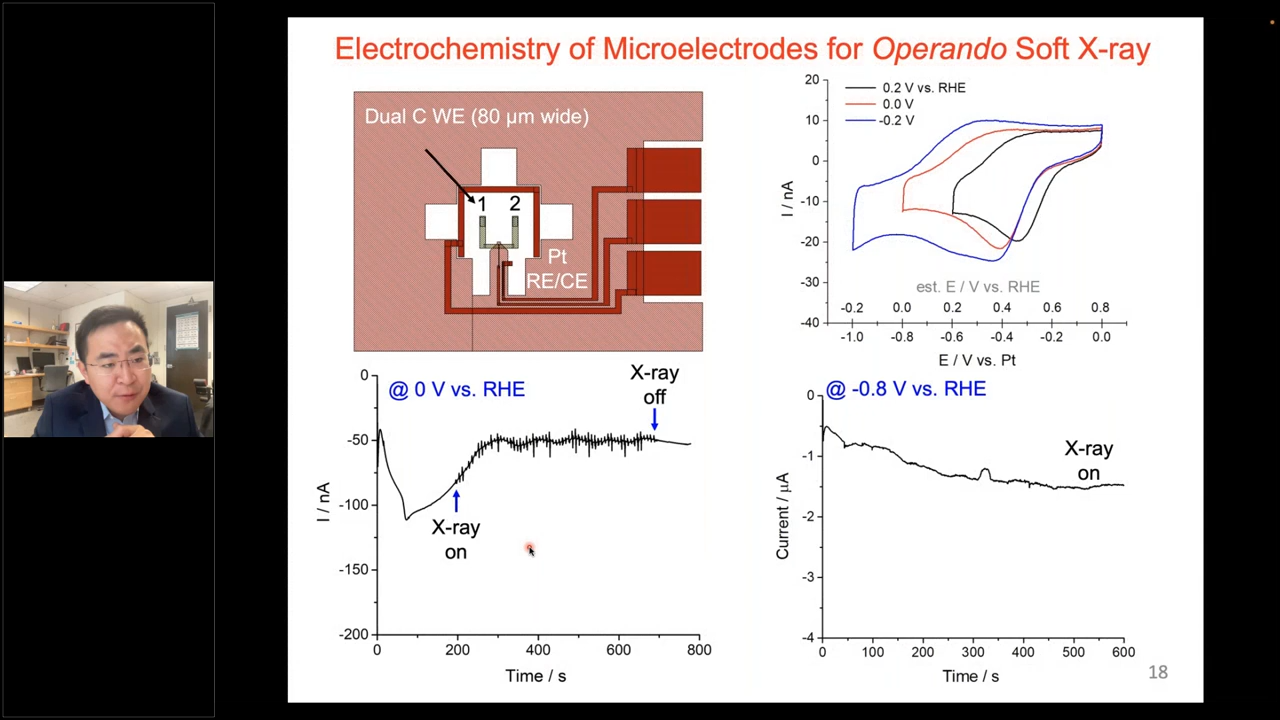 Electrochemistry of Microelectrodes for Operando Soft X-ray
Dual C WE (80 µm wide)
1 2
Pt
RE/CE
0.2 V vs. RHE
0.0 V
-0.2 V
I / nA
20
10
0
-10
-20
-30
-40
est. E / V vs. RHE
-0.2 0.0 0.2 0.4 0.6 0.8
-1.0 -0.8 -0.6 -0.4 -0.2 0.0
E / V vs. Pt
@ 0 V vs. RHE
X-ray
off
X-ray
on
I / nA
0
-50
-100
-150
-200
0 200 400 600 800
Time / s
@ -0.8 V vs. RHE
X-ray
on
Current / µA
0
-1
-2
-3
-4
0 100 200 300 400 500 600
Time / s
18